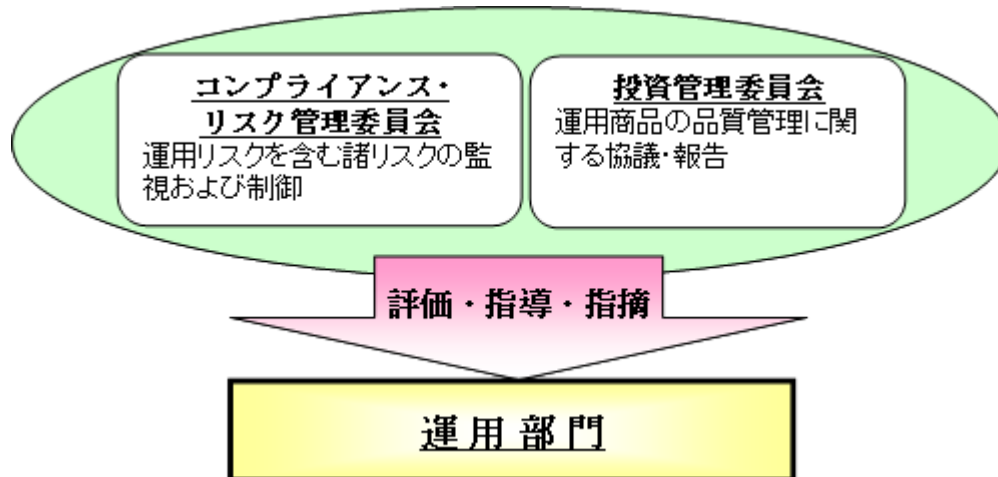 コンプライアンス・
リスク管理委員会
運用リスクを含む諸リスクの監
視および制御
投資管理委員会
運用商品の品質管理に関
する協議・報告
評価・指導・指摘
運用部門